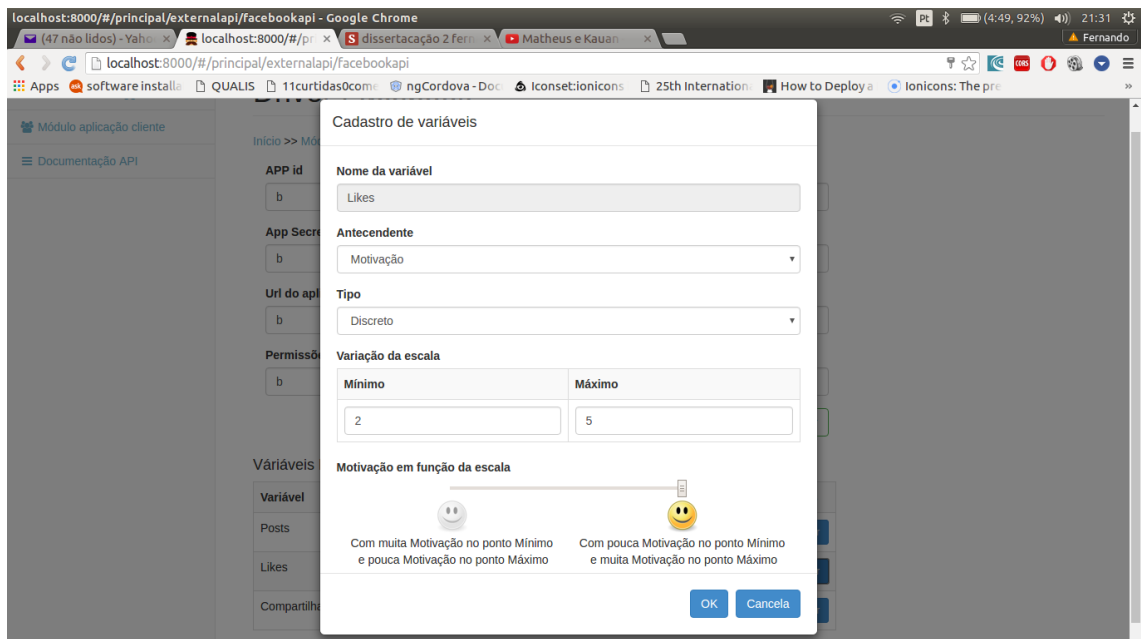 localhost:8000/#/principal/externalapi/facebookapi - Google Chrome
Pt
(4:49, 92%)
21:31
(47 não lidos) - Yaho
localhost:8000/#/pr
S dissertacação 2 fern
Matheus e Kauan
Fernando
localhost:8000/#/principal/externalapi/facebookapi
CORS
Apps
ask
software installa
QUALIS
11curtidas0come
ngCordova - Doc
Iconset:ionicons
25th Internation
How to Deploy a
Ionicons: The pre
»
Módulo aplicação cliente
Documentação API
Início >> Mó
APP id
b
App Secre
b
Url do apl
b
Permissõ
b
Váriáveis
Variável
Posts
Likes
Compartilha
Cadastro de variáveis
Nome da variável
Likes
Antecendente
Motivação
Tipo
Discreto
Variação da escala
Mínimo
Máximo
2
5
Motivação em função da escala
Com muita Motivação no ponto Mínimo
e pouca Motivação no ponto Máximo
Com pouca Motivação no ponto Mínimo
e muita Motivação no ponto Máximo
OK
Cancela